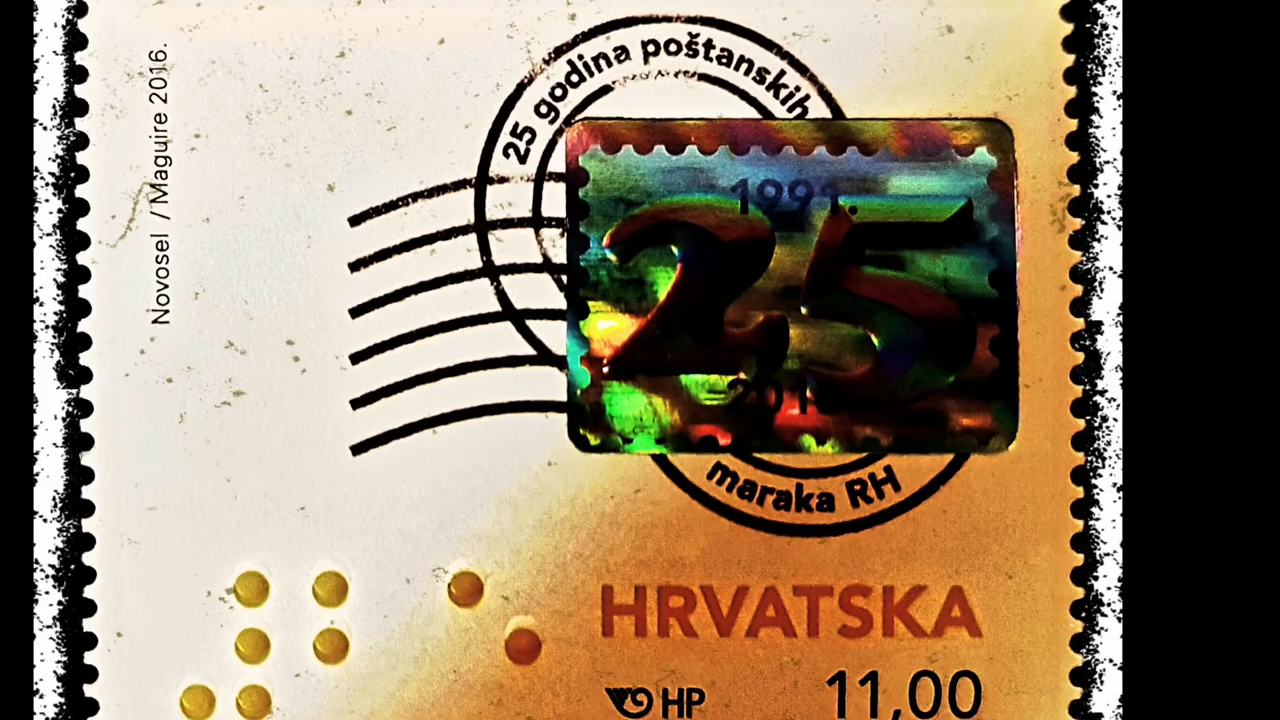 Novosel / Maguire 2016.
25 godina poštanskih
1991.
25
maraka RH
HRVATSKA
HP 11,00